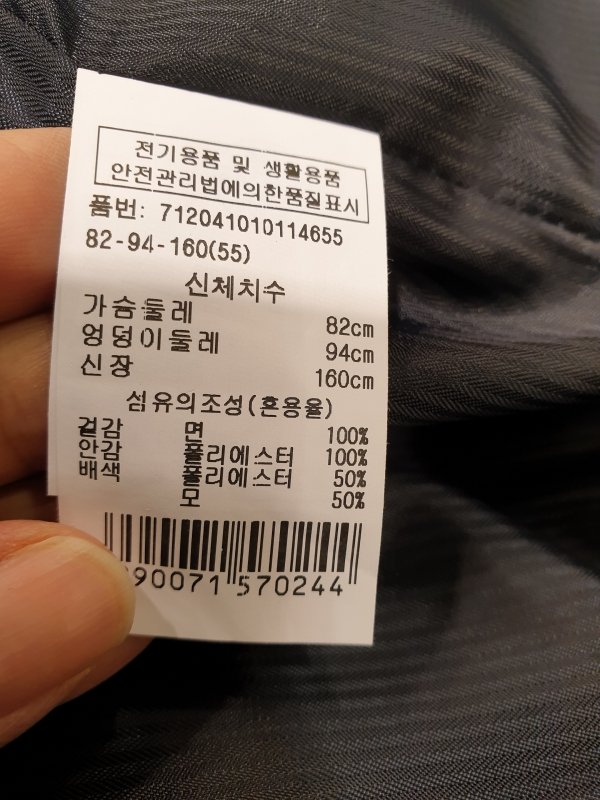 전기용품 및 생활용품
안전관리법에의한품질표시
품번: 712041010114655
82-94-160(55)
신체치수
가슴둘레 82cm
엉덩이둘레 94cm
신장 160cm
섬유의조성(혼용율)
겉감 면 100%
안감 폴리에스터 100%
배색 폴리에스터 50%
모 50%
90071 570244